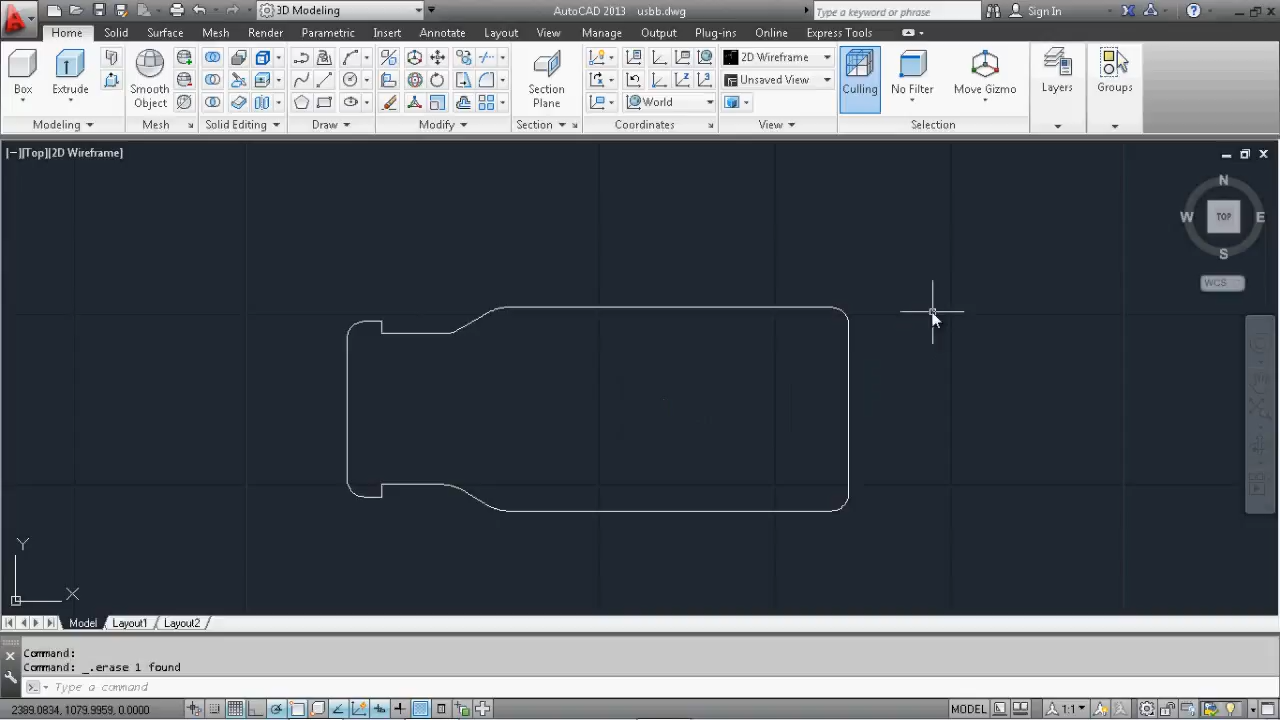 3D Modeling
AutoCAD 2013 usbb.dwg
Type a keyword or phrase
Sign In
Home Solid Surface Mesh Render Parametric Insert Annotate Layout View Manage Output Plug-ins Online Express Tools
Box
Extrude
Smooth
Object
Section
Plane
2D Wireframe
Unsaved View
World
Culling
No Filter
Move Gizmo
Layers
Groups
Modeling Mesh Solid Editing Draw Modify Section Coordinates View Selection
[−][Top][2D Wireframe]
N
W TOP E
S
WCS
Y
X
Model Layout1 Layout2
Command:
Command: _.erase 1 found
Type a command
2389.0834, 1079.9959, 0.0000
MODEL
1:1